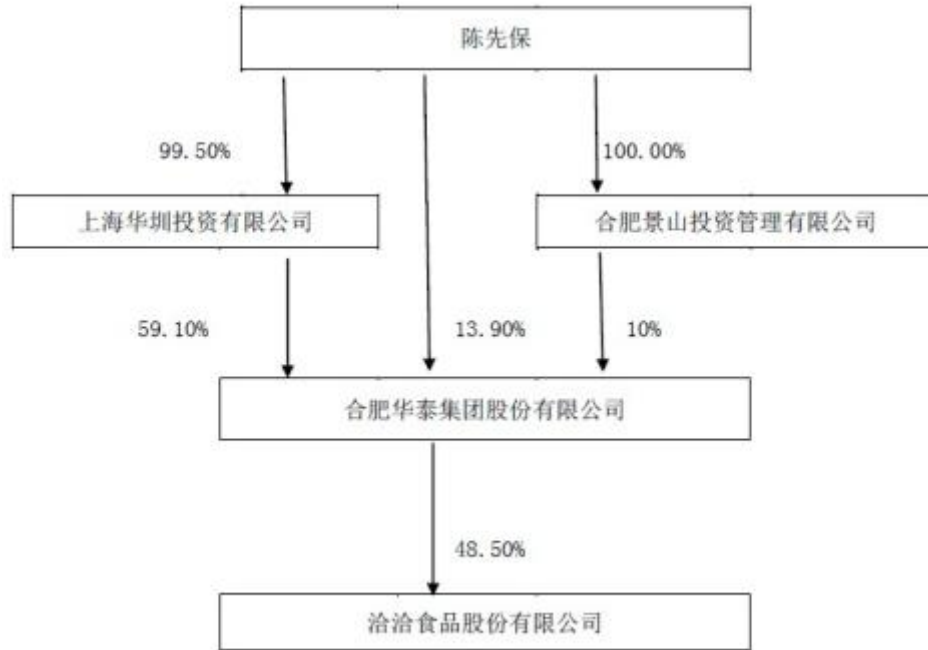 陈先保
99.50%
100.00%
上海华圳投资有限公司
合肥景山投资管理有限公司
59.10%
13.90%
10%
合肥华泰集团股份有限公司
48.50%
洽洽食品股份有限公司